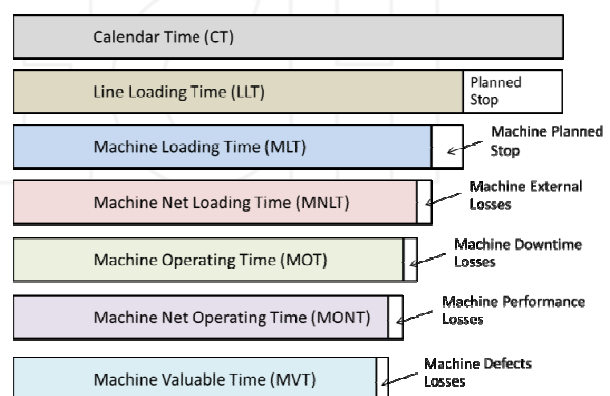 Calendar Time (CT)
Line Loading Time (LLT)
Planned
Stop
Machine Loading Time (MLT)
Machine Planned
Stop
Machine Net Loading Time (MNLT)
Machine External
Losses
Machine Operating Time (MOT)
Machine Downtime
Losses
Machine Net Operating Time (MONT)
Machine Performance
Losses
Machine Valuable Time (MVT)
Machine Defects
Losses